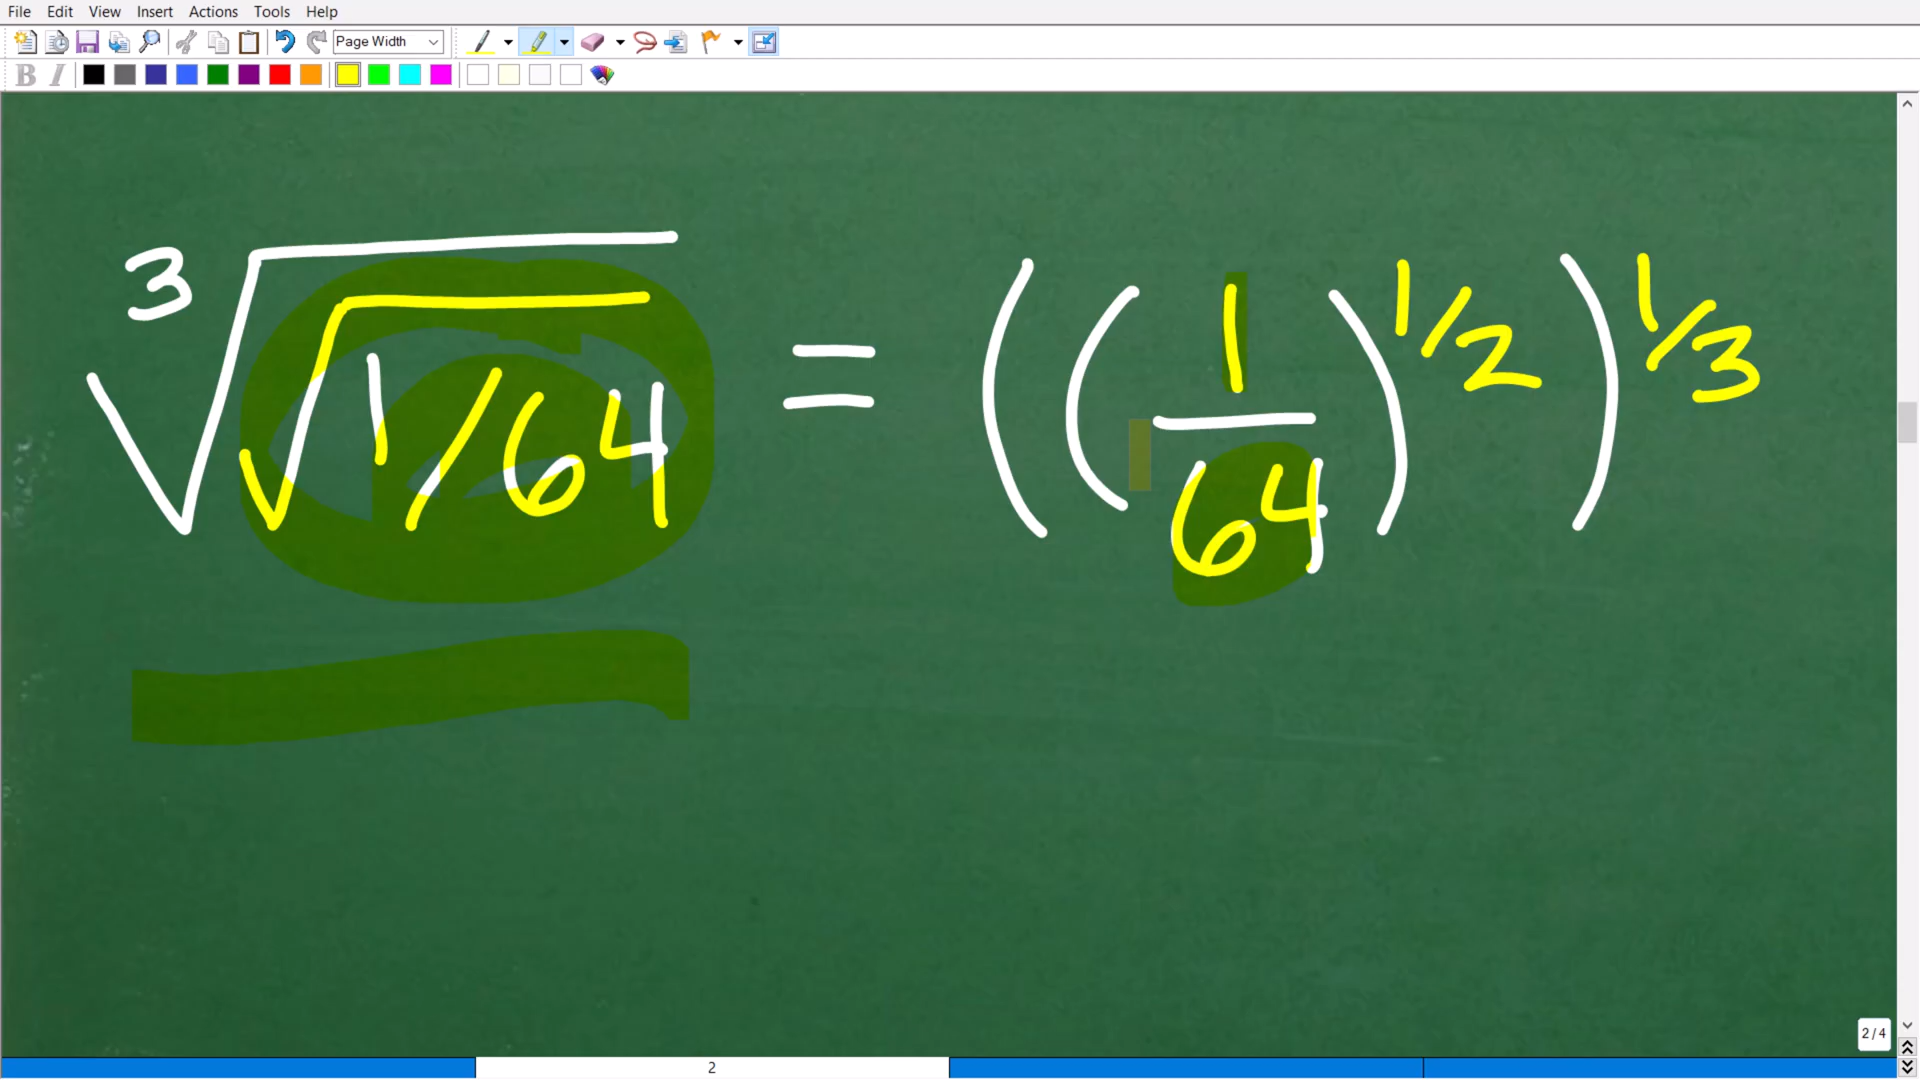 File Edit View Insert Actions Tools Help
Page Width
B I
3√√1/64 = ((1/64)^1/2)^1/3
2 / 4
2